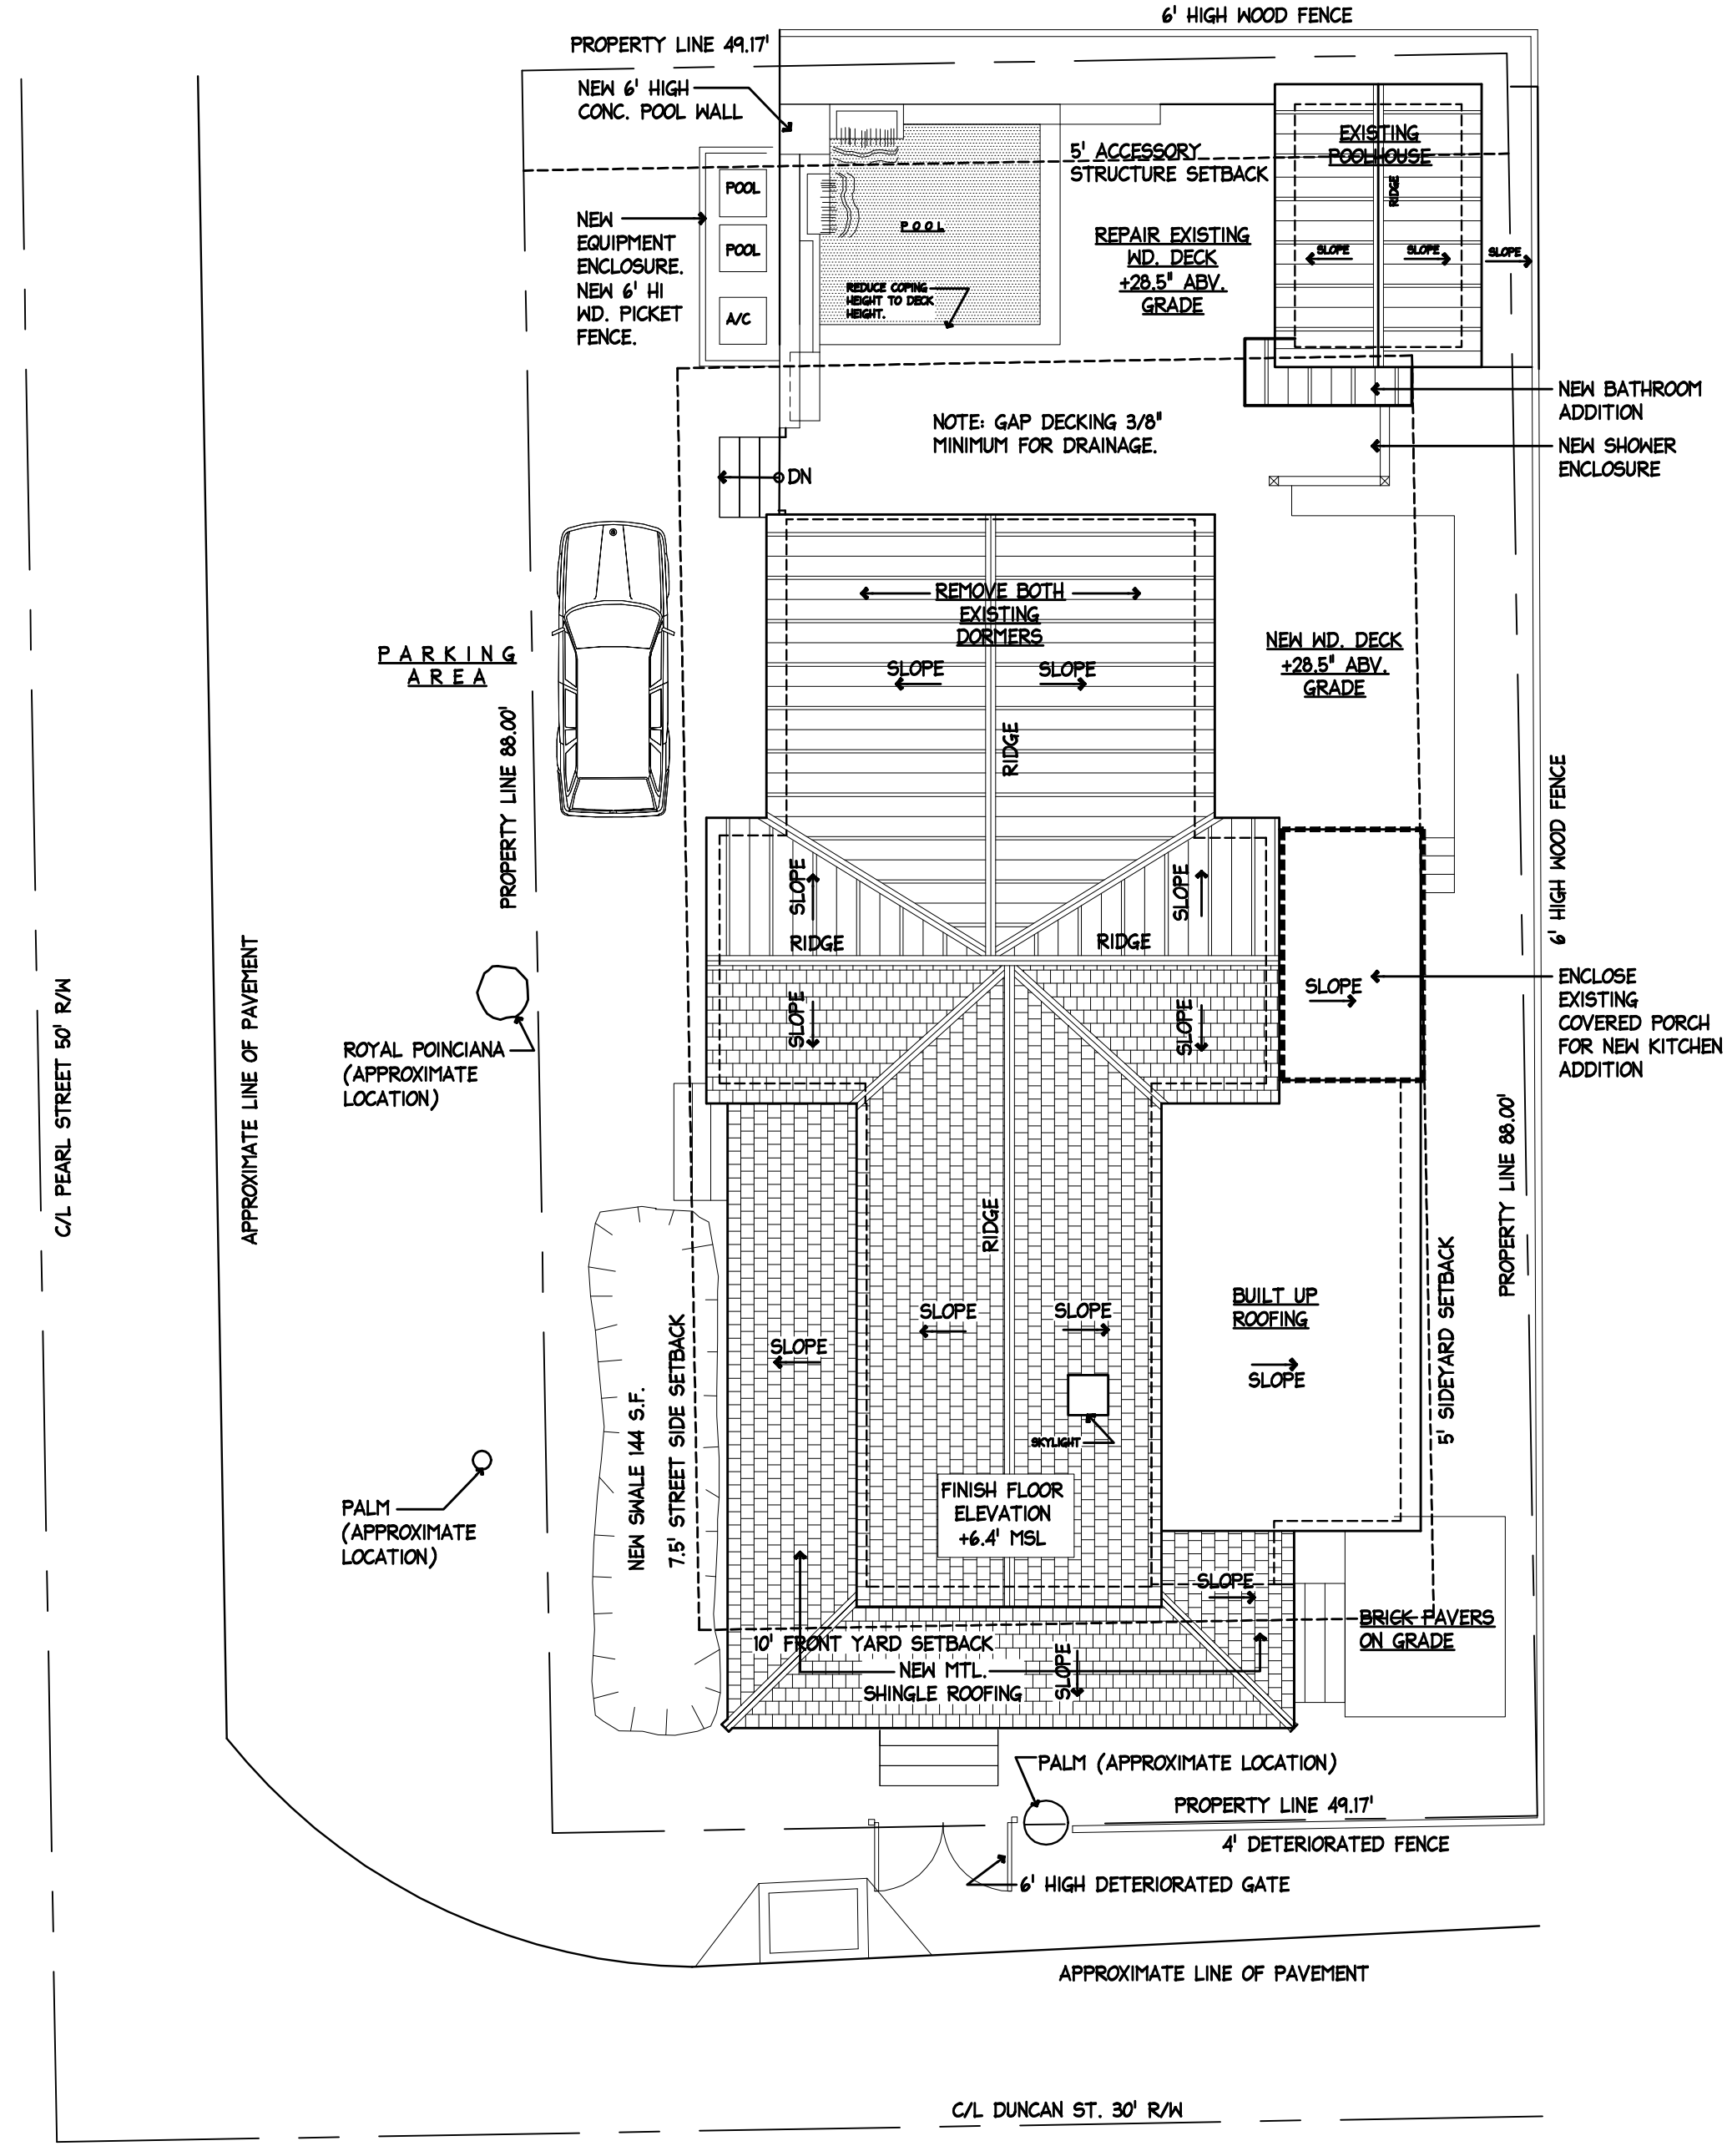 6' HIGH WOOD FENCE
PROPERTY LINE 49.17'
NEW 6' HIGH
CONC. POOL WALL
EXISTING
POOLHOUSE
5' ACCESSORY
STRUCTURE SETBACK
RIDGE
POOL
POOL
A/C
NEW
EQUIPMENT
ENCLOSURE.
NEW 6' HI
WD. PICKET
FENCE.
POOL
REPAIR EXISTING
WD. DECK
+28.5" ABV.
GRADE
SLOPE
SLOPE
SLOPE
REDUCE COPING
HEIGHT TO DECK
HEIGHT.
NEW BATHROOM
ADDITION
NOTE: GAP DECKING 3/8"
MINIMUM FOR DRAINAGE.
NEW SHOWER
ENCLOSURE
DN
REMOVE BOTH
EXISTING
DORMERS
SLOPE
SLOPE
RIDGE
PARKING
AREA
NEW WD. DECK
+28.5" ABV.
GRADE
PROPERTY LINE 88.00'
6' HIGH WOOD FENCE
SLOPE
SLOPE
RIDGE
RIDGE
SLOPE
SLOPE
SLOPE
ENCLOSE
EXISTING
COVERED PORCH
FOR NEW KITCHEN
ADDITION
C/L PEARL STREET 50' R/W
APPROXIMATE LINE OF PAVEMENT
ROYAL POINCIANA
(APPROXIMATE
LOCATION)
PROPERTY LINE 88.00'
RIDGE
BUILT UP
ROOFING
SLOPE
SLOPE
SLOPE
SLOPE
5' SIDEYARD SETBACK
NEW SWALE 144 S.F.
7.5' STREET SIDE SETBACK
SKYLIGHT
PALM
(APPROXIMATE
LOCATION)
FINISH FLOOR
ELEVATION
+6.4' MSL
SLOPE
BRICK PAVERS
ON GRADE
10' FRONT YARD SETBACK
NEW MTL.
SHINGLE ROOFING
SLOPE
PALM (APPROXIMATE LOCATION)
PROPERTY LINE 49.17'
4' DETERIORATED FENCE
6' HIGH DETERIORATED GATE
APPROXIMATE LINE OF PAVEMENT
C/L DUNCAN ST. 30' R/W